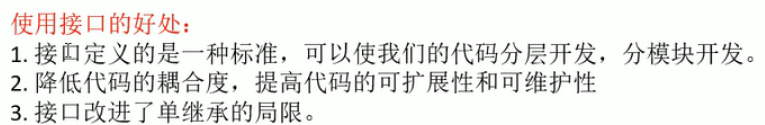 使用接口的好处：
1. 接口定义的是一种标准，可以使我们的代码分层开发，分模块开发。
2. 降低代码的耦合度，提高代码的可扩展性和可维护性
3. 接口改进了单继承的局限。